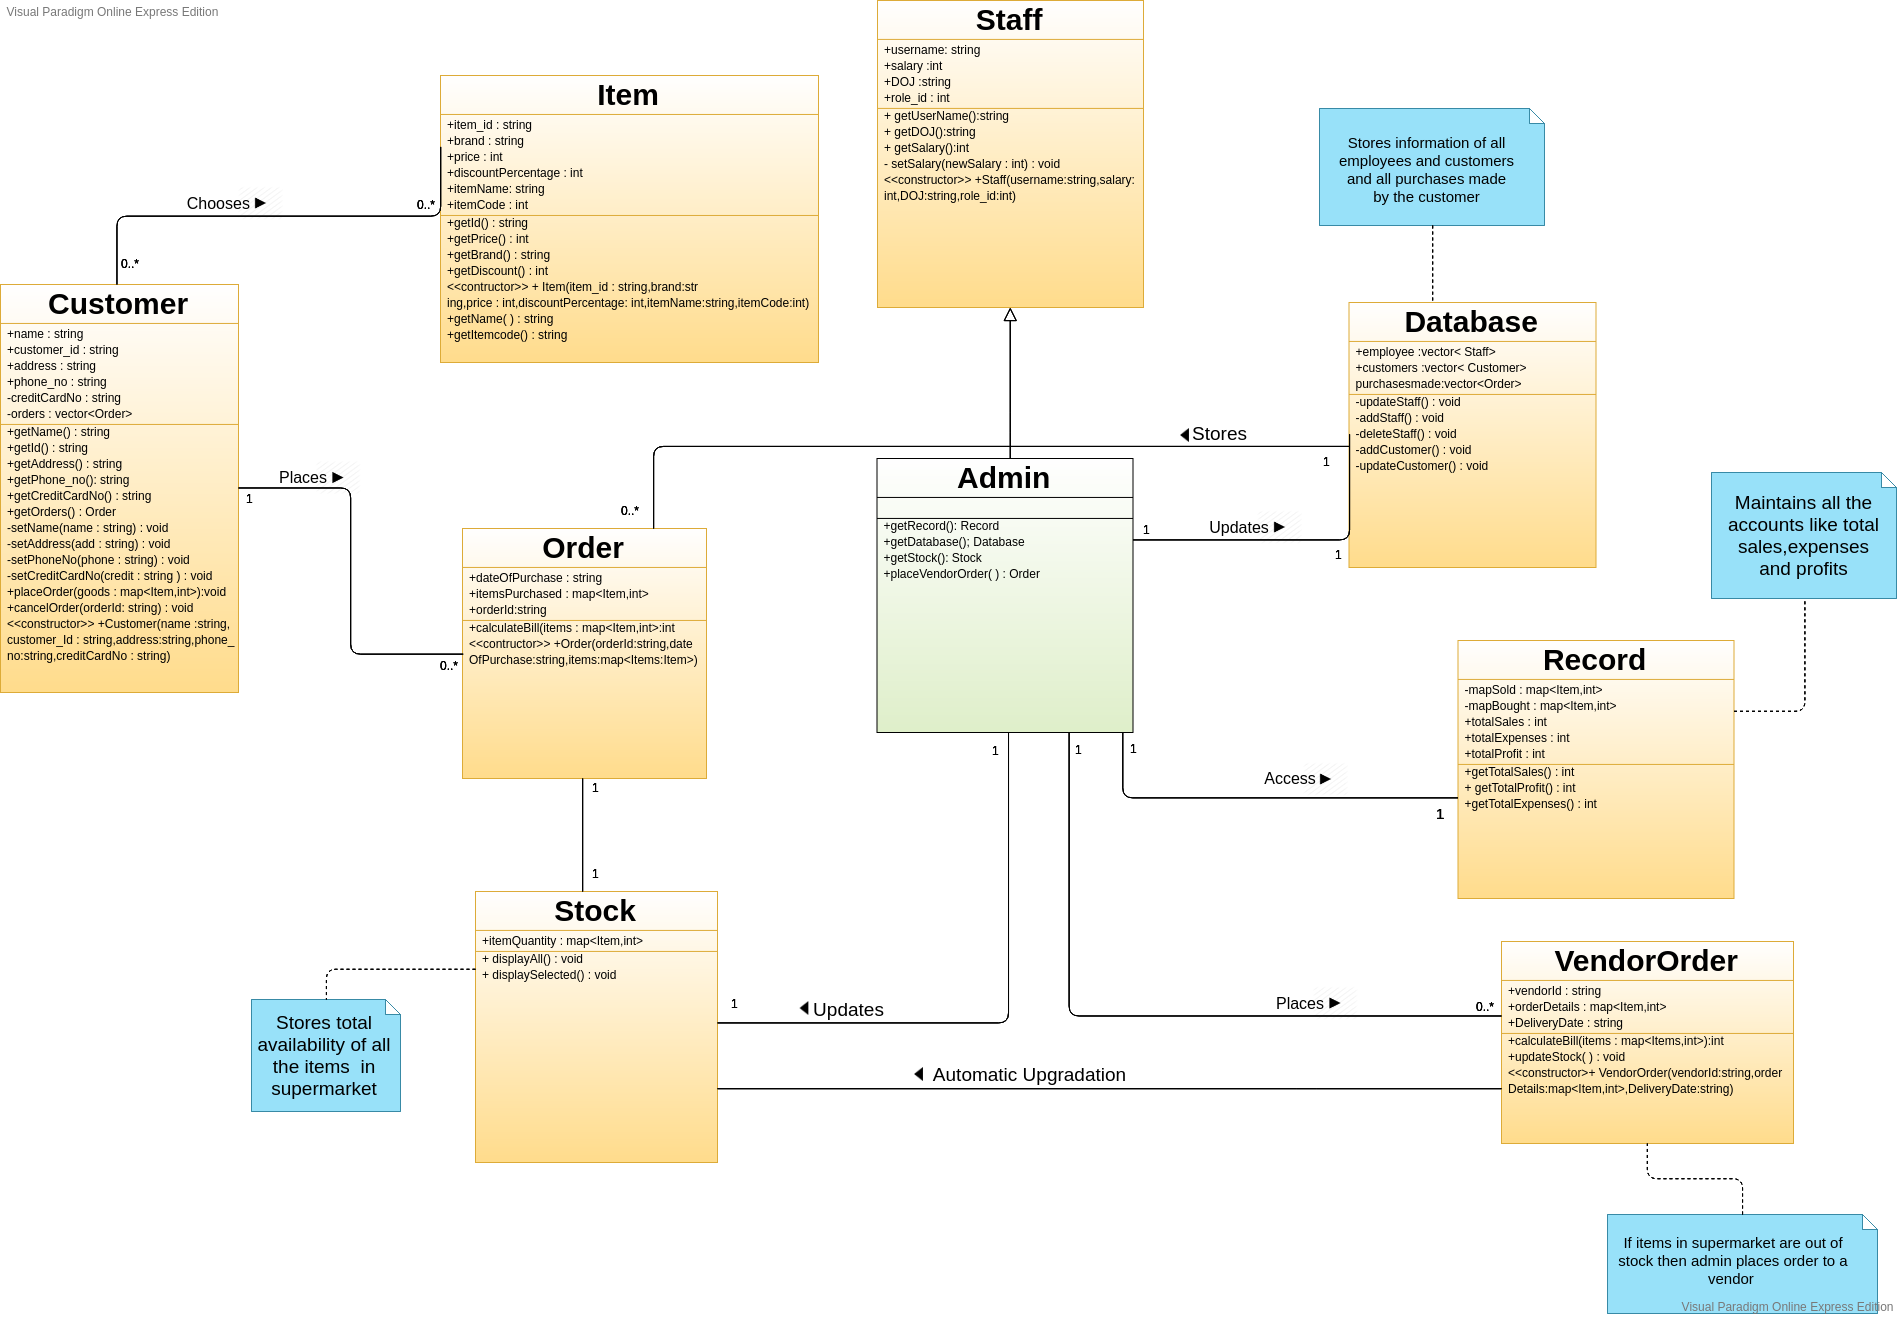 Visual Paradigm Online Express Edition
Staff
+username: string
+salary :int
+DOJ :string
+role_id : int
+ getUserName():string
+ getDOJ():string
+ getSalary():int
- setSalary(newSalary : int) : void
<<constructor>> +Staff(username:string,salary:
int,DOJ:string,role_id:int)
Item
+item_id : string
+brand : string
+price : int
+discountPercentage : int
+itemName: string
+itemCode : int
+getId() : string
+getPrice() : int
+getBrand() : string
+getDiscount() : int
<<contructor>> + Item(item_id : string,brand:str
ing,price : int,discountPercentage: int,itemName:string,itemCode:int)
+getName( ) : string
+getItemcode() : string
Stores information of all
employees and customers
and all purchases made
by the customer
Chooses
0..*
0..*
Customer
+name : string
+customer_id : string
+address : string
+phone_no : string
-creditCardNo : string
-orders : vector<Order>
+getName() : string
+getId() : string
+getAddress() : string
+getPhone_no(): string
+getCreditCardNo() : string
+getOrders() : Order
-setName(name : string) : void
-setAddress(add : string) : void
-setPhoneNo(phone : string) : void
-setCreditCardNo(credit : string ) : void
+placeOrder(goods : map<Item,int>):void
+cancelOrder(orderId: string) : void
<<constructor>> +Customer(name :string,
customer_Id : string,address:string,phone_
no:string,creditCardNo : string)
Database
+employee :vector< Staff>
+customers :vector< Customer>
purchasesmade:vector<Order>
-updateStaff() : void
-addStaff() : void
-deleteStaff() : void
-addCustomer() : void
-updateCustomer() : void
Stores
1
0..*
Places
1
0..*
Admin
+getRecord(): Record
+getDatabase(); Database
+getStock(): Stock
+placeVendorOrder( ) : Order
1
Updates
1
Maintains all the
accounts like total
sales,expenses
and profits
Order
+dateOfPurchase : string
+itemsPurchased : map<Item,int>
+orderId:string
+calculateBill(items : map<Item,int>:int
<<contructor>> +Order(orderId:string,date
OfPurchase:string,items:map<Items:Item>)
Record
-mapSold : map<Item,int>
-mapBought : map<Item,int>
+totalSales : int
+totalExpenses : int
+totalProfit : int
+getTotalSales() : int
+ getTotalProfit() : int
+getTotalExpenses() : int
1
1
1
Access
1
1
1
Stock
+itemQuantity : map<Item,int>
+ displayAll() : void
+ displaySelected() : void
Stores total
availability of all
the items  in
supermarket
1
Updates
Places
0..*
Automatic Upgradation
VendorOrder
+vendorId : string
+orderDetails : map<Item,int>
+DeliveryDate : string
+calculateBill(items : map<Items,int>):int
+updateStock( ) : void
<<constructor>+ VendorOrder(vendorId:string,order
Details:map<Item,int>,DeliveryDate:string)
If items in supermarket are out of
stock then admin places order to a
vendor
Visual Paradigm Online Express Edition